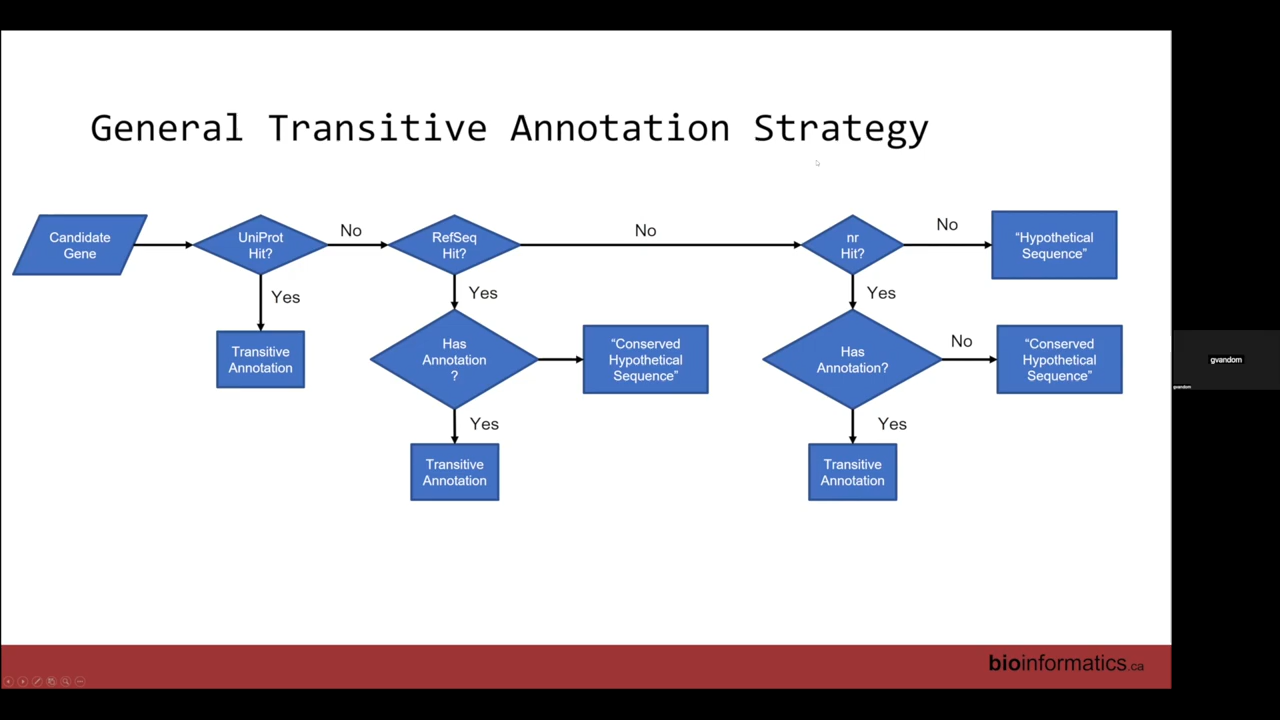 General Transitive Annotation Strategy
Candidate
Gene
UniProt
Hit?
No
RefSeq
Hit?
No
nr
Hit?
No
“Hypothetical
Sequence”
Yes
Yes
Yes
Transitive
Annotation
Has
Annotation
?
“Conserved
Hypothetical
Sequence”
Has
Annotation?
No
“Conserved
Hypothetical
Sequence”
Yes
Yes
Transitive
Annotation
Transitive
Annotation
gvandom
gvandom
bioinformatics.ca